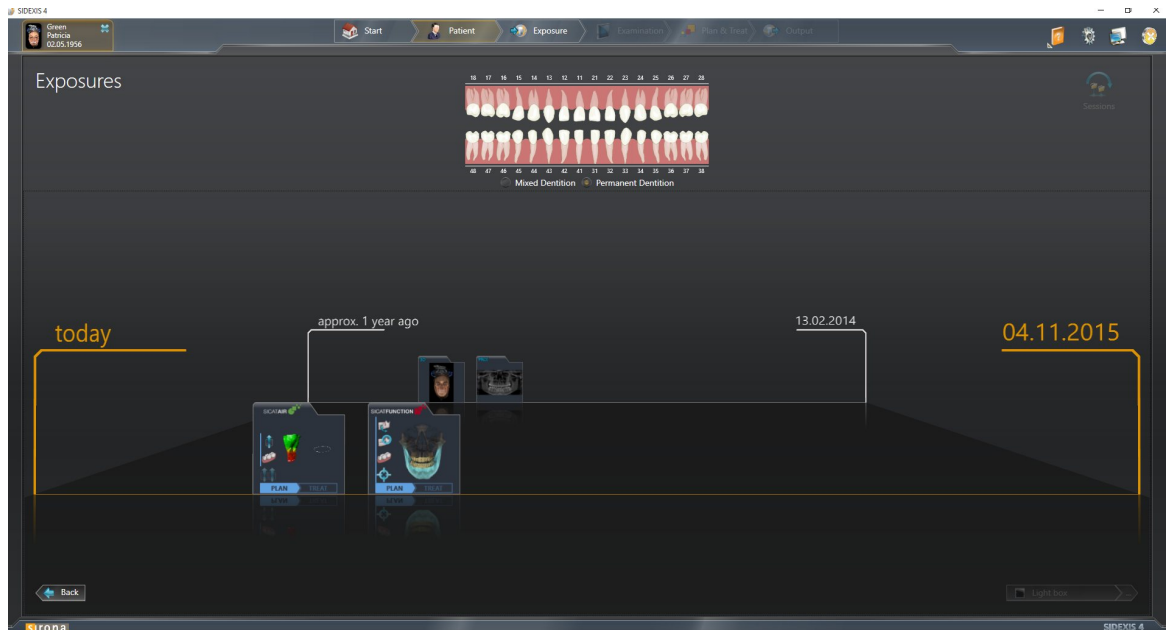 SIDEXIS 4
Green
Patricia
02.05.1956
Start
Patient
Exposure
Examination
Plan & Treat
Output
Exposures
Sessions
18 17 16 15 14 13 12 11 21 22 23 24 25 26 27 28
48 47 46 45 44 43 42 41 31 32 33 34 35 36 37 38
Mixed Dentition
Permanent Dentition
today
approx. 1 year ago
13.02.2014
04.11.2015
SICATAIR
PLAN TREAT
SICATFUNCTION
PLAN TREAT
Back
Light box
sirona
SIDEXIS 4